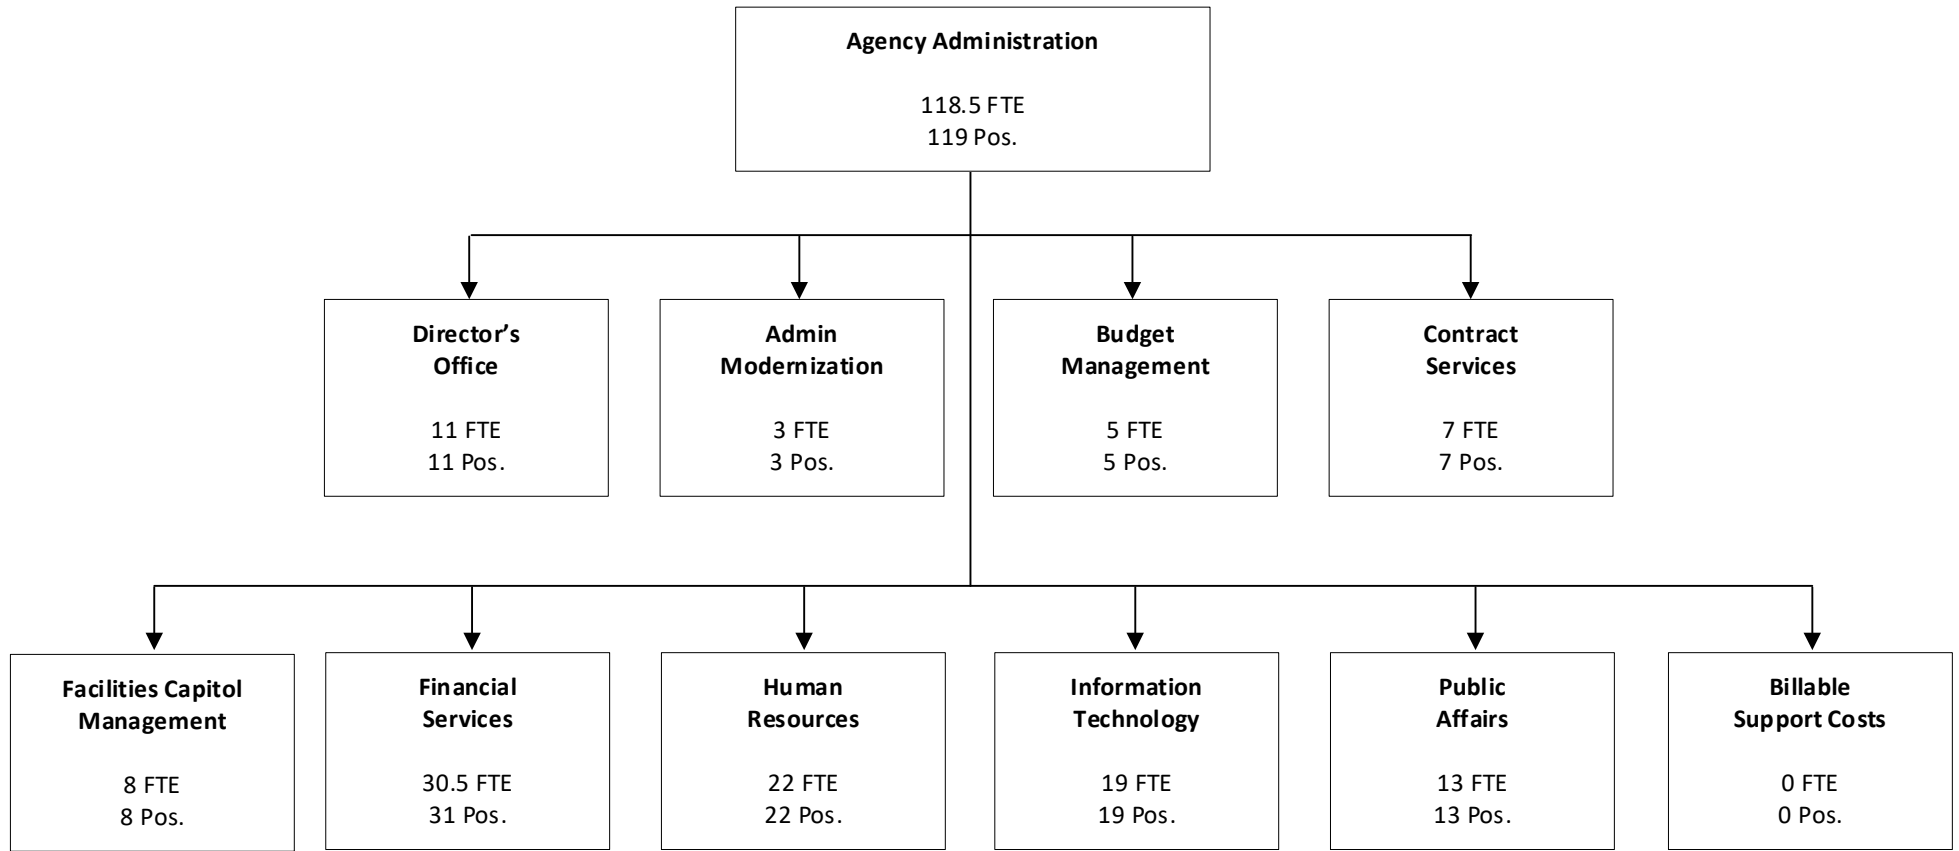 Agency Administration
118.5 FTE
119 Pos.
Director’s
Office
11 FTE
11 Pos.
Admin
Modernization
3 FTE
3 Pos.
Budget
Management
5 FTE
5 Pos.
Contract
Services
7 FTE
7 Pos.
Facilities Capitol
Management
8 FTE
8 Pos.
Financial
Services
30.5 FTE
31 Pos.
Human
Resources
22 FTE
22 Pos.
Information
Technology
19 FTE
19 Pos.
Public
Affairs
13 FTE
13 Pos.
Billable
Support Costs
0 FTE
0 Pos.